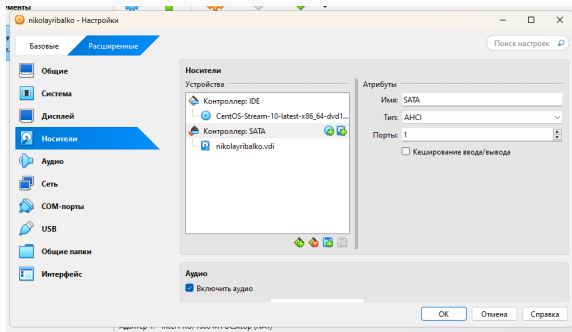 nikolayribalko - Настройки
Базовые Расширенные
Поиск настроек
Общие
Система
Дисплей
Носители
Аудио
Сеть
COM-порты
USB
Общие папки
Интерфейс
Носители
Устройства
Контроллер: IDE
CentOS-Stream-10-latest-x86_64-dvd1...
Контроллер: SATA
nikolayribalko.vdi
Атрибуты
Имя: SATA
Тип: AHCI
Порты: 1
Кеширование ввода/вывода
Аудио
Включить аудио
OK Отмена Справка